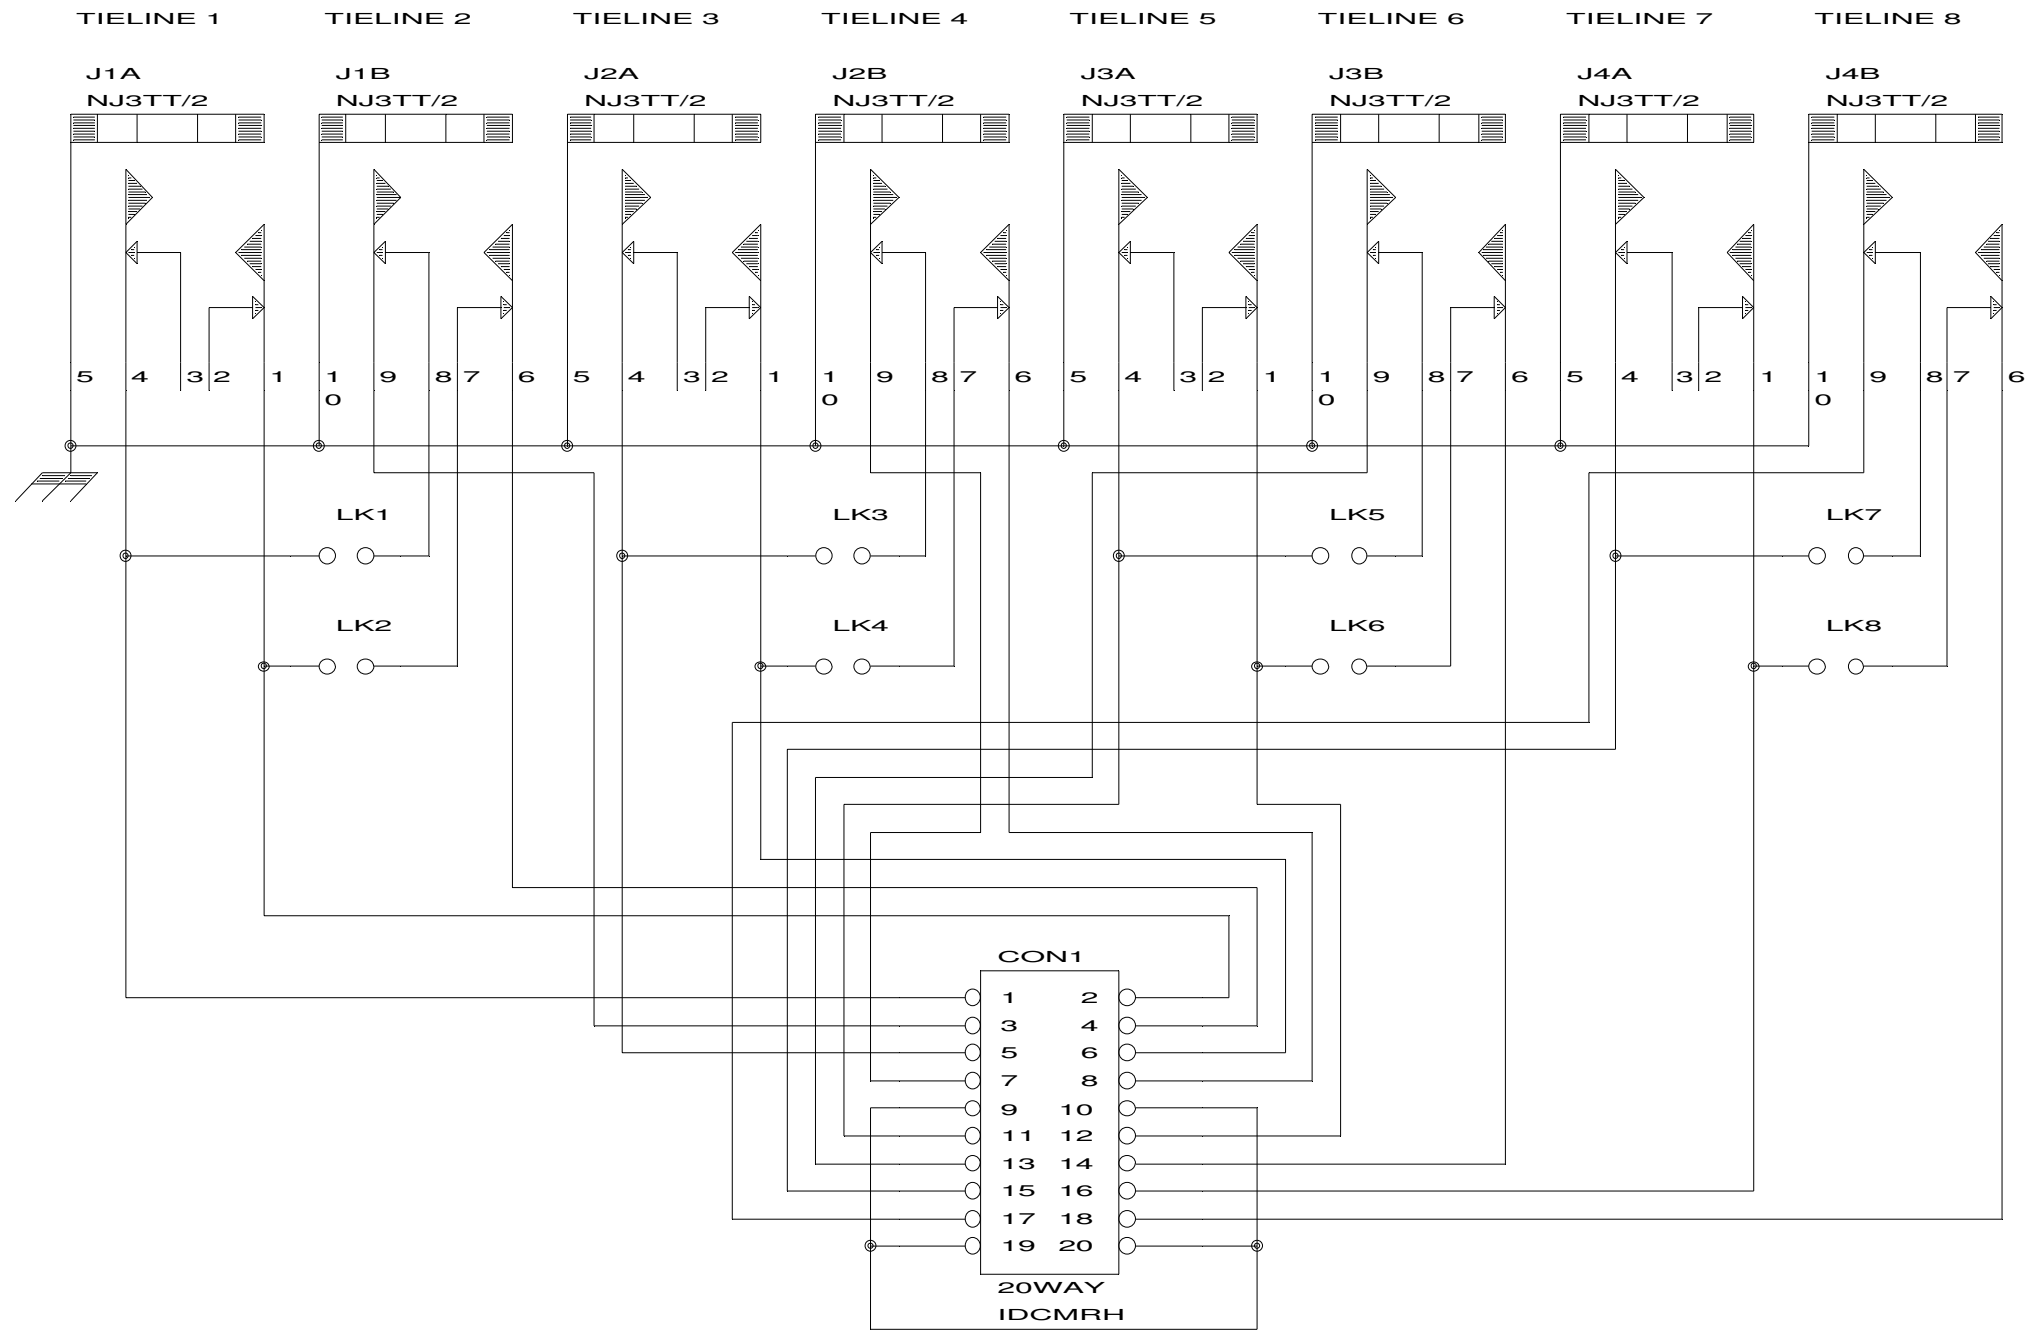 TIELINE 1 TIELINE 2 TIELINE 3 TIELINE 4 TIELINE 5 TIELINE 6 TIELINE 7 TIELINE 8
J1A J1B J2A J2B J3A J3B J4A J4B
NJ3TT/2 NJ3TT/2 NJ3TT/2 NJ3TT/2 NJ3TT/2 NJ3TT/2 NJ3TT/2 NJ3TT/2
5 4 3 2 1 1 9 8 7 6 5 4 3 2 1 1 9 8 7 6 5 4 3 2 1 1 9 8 7 6 5 4 3 2 1 1 9 8 7 6
0 0 0 0
LK1 LK3 LK5 LK7
LK2 LK4 LK6 LK8
CON1
1 2
3 4
5 6
7 8
9 10
11 12
13 14
15 16
17 18
19 20
20WAY
IDCMRH